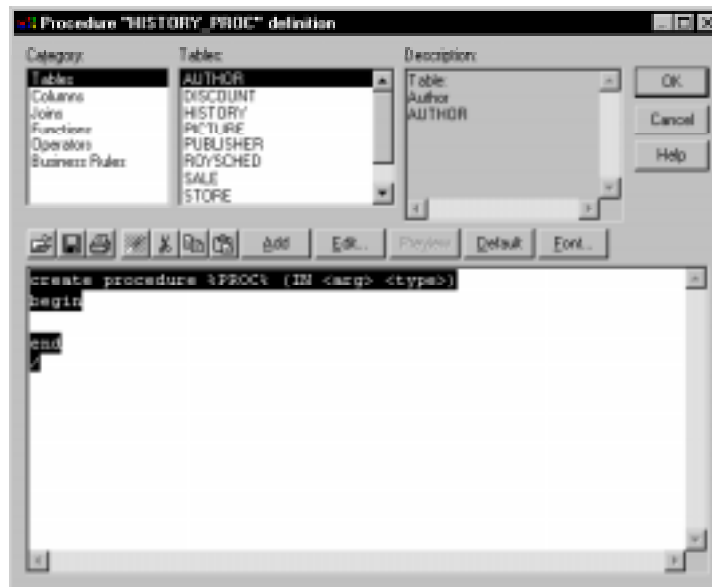 Procedure "HISTORY_PROC" definition
Category:
Tables
Columns
Joins
Functions
Operators
Business Rules
Tables:
AUTHOR
DISCOUNT
HISTORY
PICTURE
PUBLISHER
ROYSCHED
SALE
STORE
Description:
Table:
Author
AUTHOR
OK
Cancel
Help
Add
Edit...
Preview
Default
Font...
create procedure %PROC% (IN <arg> <type>)
begin
end
/